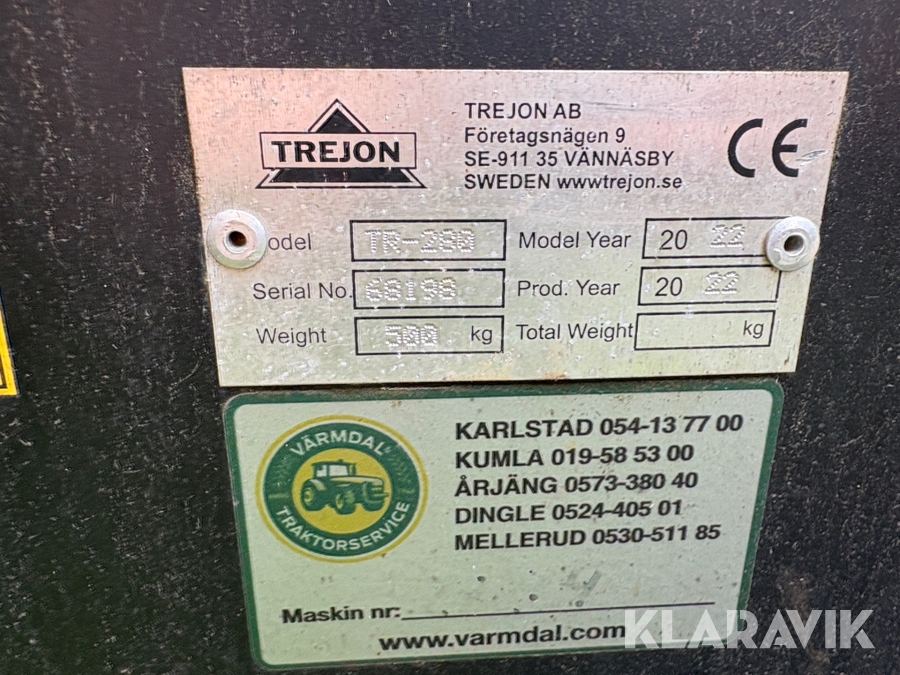 TREJON
TREJON AB
Företagsnägen 9
SE-911 35 VÄNNÄSBY
SWEDEN wwwtrejon.se
CE
odel TR-280 Model Year 20 22
Serial No. 68198 Prod. Year 20 22
Weight 500 kg Total Weight kg
VÄRMDAL
TRAKTORSERVICE
KARLSTAD 054-13 77 00
KUMLA 019-58 53 00
ÅRJÄNG 0573-380 40
DINGLE 0524-405 01
MELLERUD 0530-511 85
Maskin nr:
www.varmdal.com
KLARAVIK